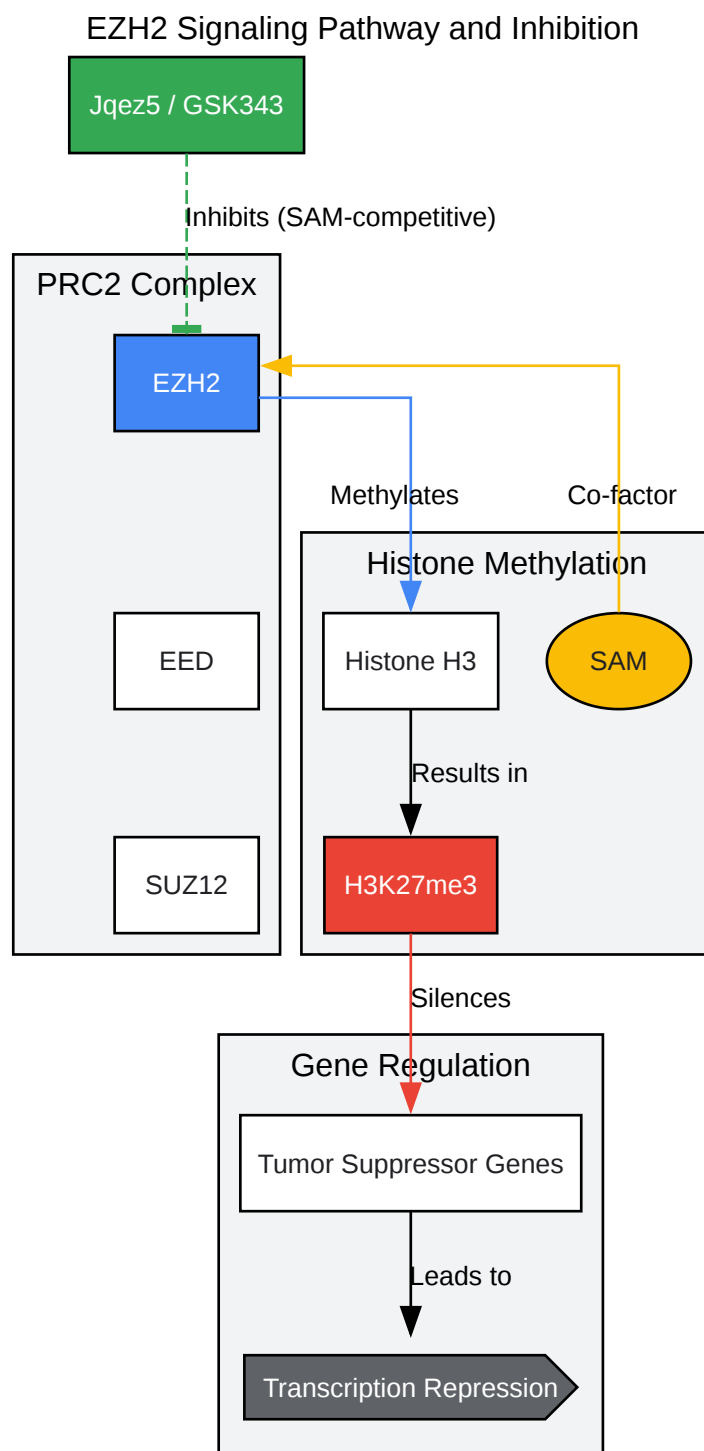 EZH2 Signaling Pathway and Inhibition
Jqez5 / GSK343
Inhibits (SAM-competitive)
PRC2 Complex
EZH2
Methylates
Co-factor
Histone Methylation
EED
Histone H3
SAM
Results in
SUZ12
H3K27me3
Silences
Gene Regulation
Tumor Suppressor Genes
Leads to
Transcription Repression